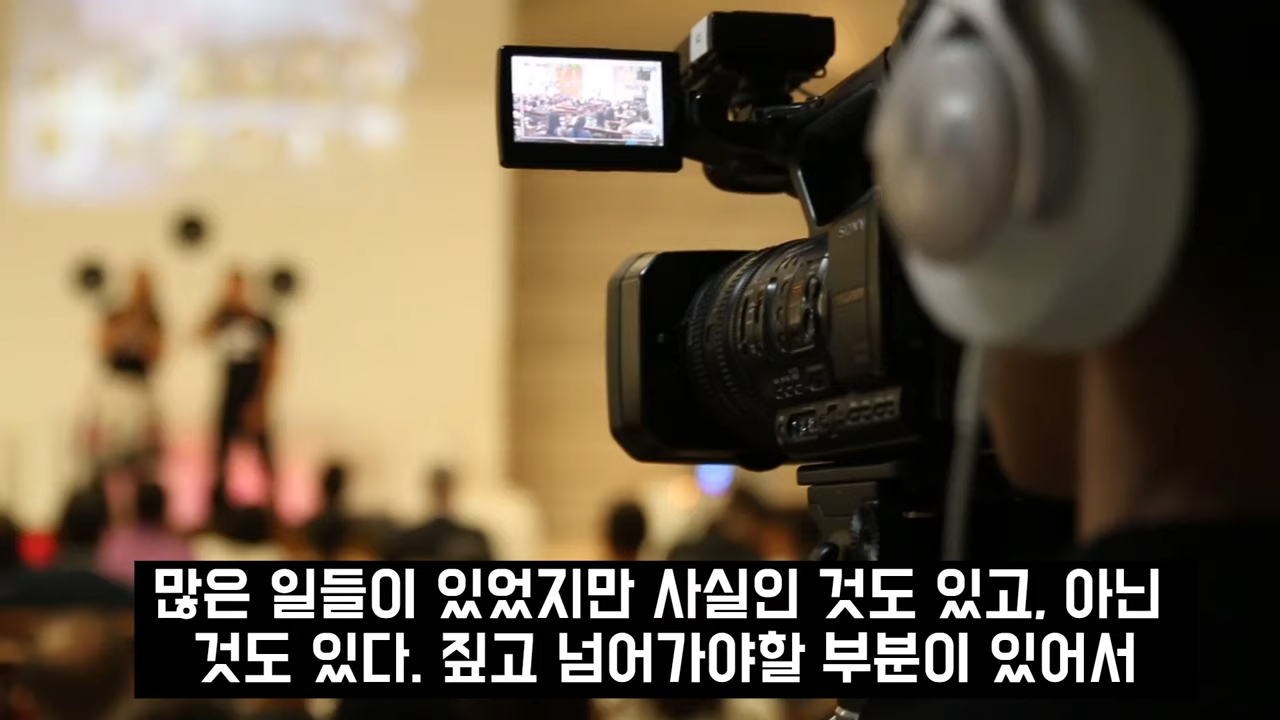 SONY
많은 일들이 있었지만 사실인 것도 있고, 아닌
것도 있다. 짚고 넘어가야할 부분이 있어서